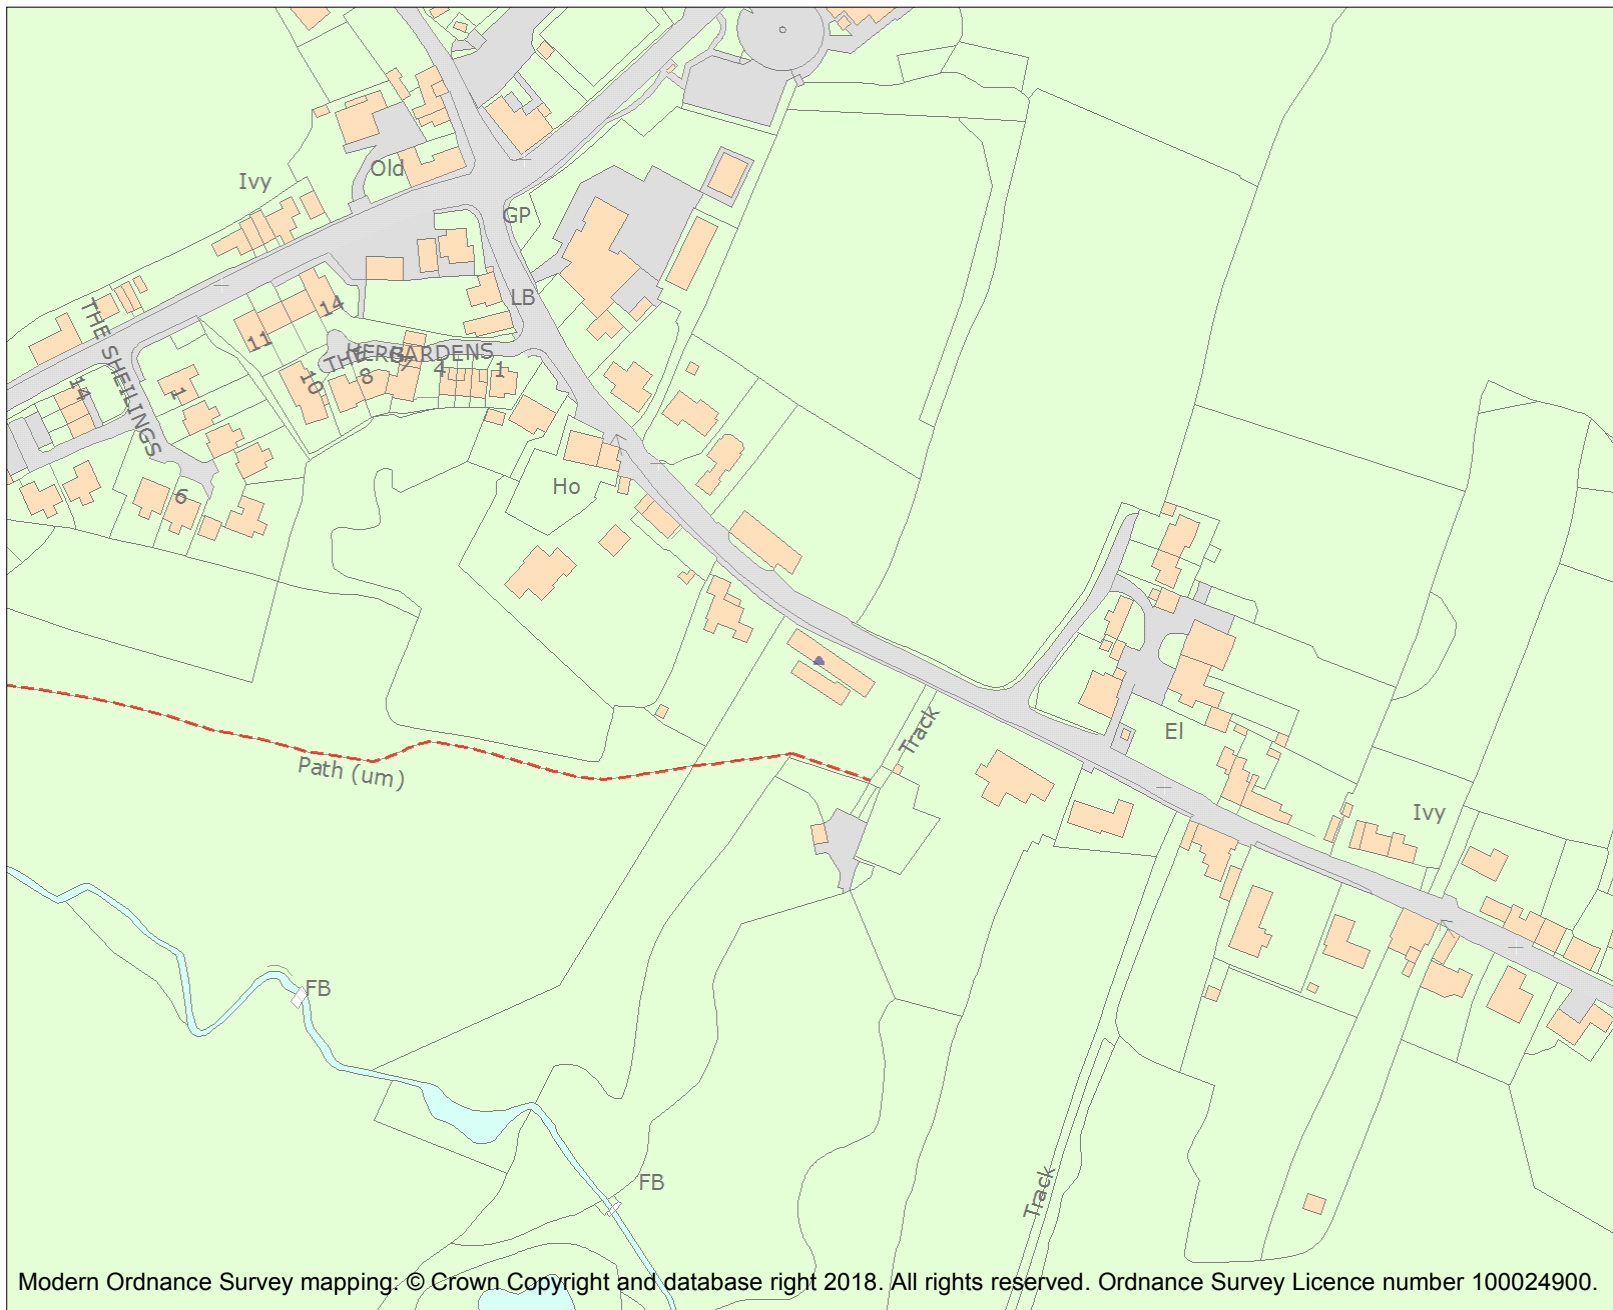 Old
Ivy
GP
LB
THE SHEILINGS
14
11
THE
GARDENS
10
8
4
1
14
1
6
Ho
Track
El
Path (um)
Ivy
FB
FB
Track
Modern Ordnance Survey mapping: © Crown Copyright and database right 2018. All rights reserved. Ordnance Survey Licence number 100024900.